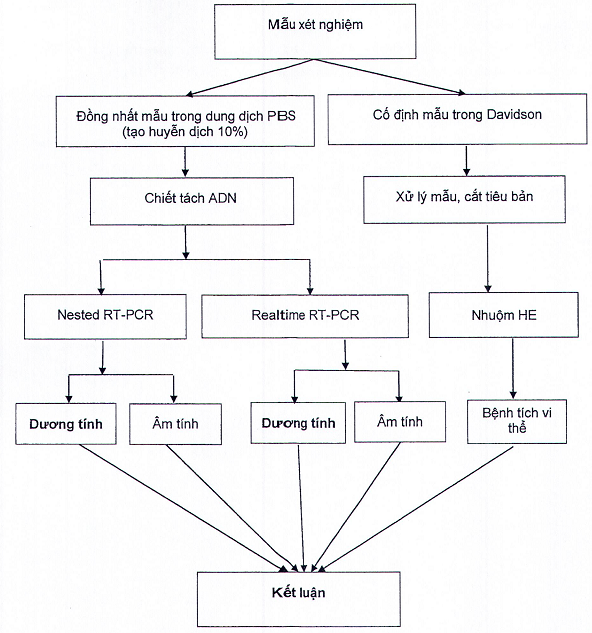 Mẫu xét nghiệm
Đồng nhất mẫu trong dung dịch PBS
(tạo huyễn dịch 10%)
Cố định mẫu trong Davidson
Chiết tách ADN
Xử lý mẫu, cắt tiêu bản
Nested RT-PCR
Realtime RT-PCR
Nhuộm HE
Dương tính
Âm tính
Dương tính
Âm tính
Bệnh tích vi
thể
Kết luận